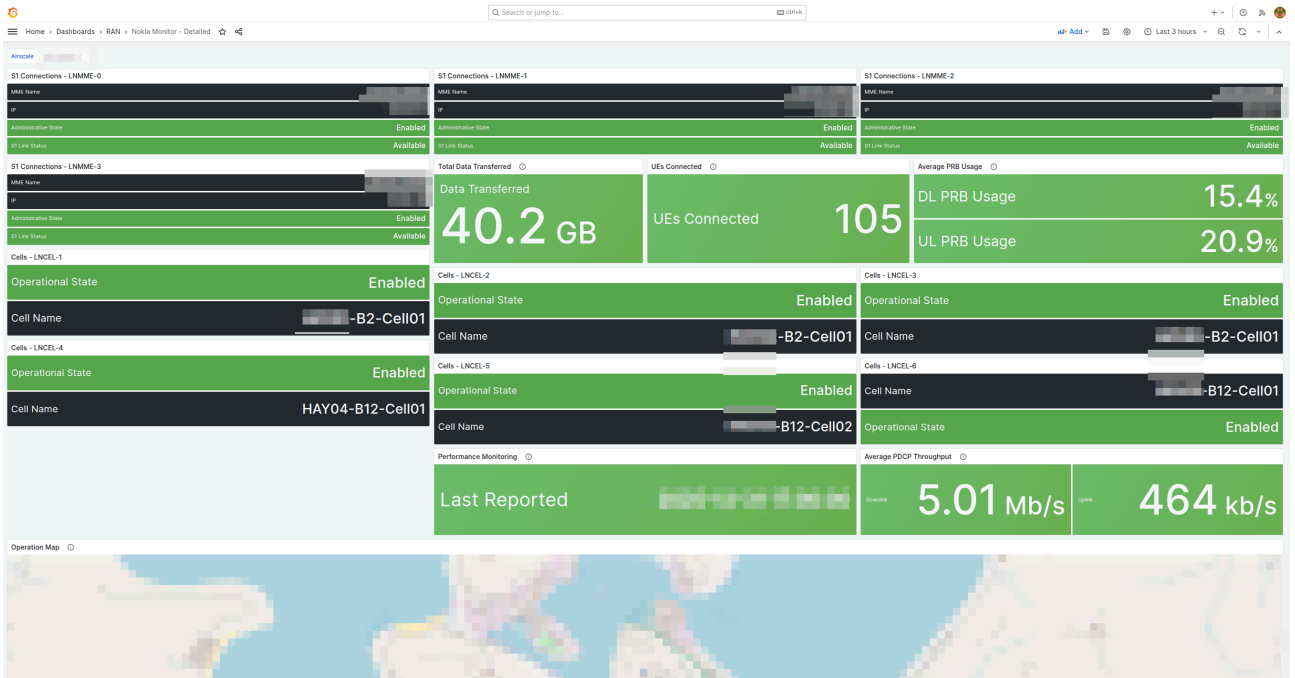 Search or jump to... ctrl+k
Home › Dashboards › RAN › Nokia Monitor - Detailed
Add
Last 3 hours
Airscale
S1 Connections - LNMME-0
MME Name
IP
Administrative State Enabled
S1 Link Status Available
S1 Connections - LNMME-1
MME Name
IP
Administrative State Enabled
S1 Link Status Available
S1 Connections - LNMME-2
MME Name
IP
Administrative State Enabled
S1 Link Status Available
S1 Connections - LNMME-3
MME Name
IP
Administrative State Enabled
S1 Link Status Available
Total Data Transferred
Data Transferred
40.2 GB
UEs Connected
UEs Connected 105
Average PRB Usage
DL PRB Usage 15.4%
UL PRB Usage 20.9%
Cells - LNCEL-1
Operational State Enabled
Cell Name -B2-Cell01
Cells - LNCEL-2
Operational State Enabled
Cell Name -B2-Cell01
Cells - LNCEL-3
Operational State Enabled
Cell Name -B2-Cell01
Cells - LNCEL-4
Operational State Enabled
Cell Name HAY04-B12-Cell01
Cells - LNCEL-5
Operational State Enabled
Cell Name -B12-Cell02
Cells - LNCEL-6
Cell Name -B12-Cell01
Operational State Enabled
Performance Monitoring
Last Reported
Average PDCP Throughput
Downlink 5.01 Mb/s
Uplink 464 kb/s
Operation Map